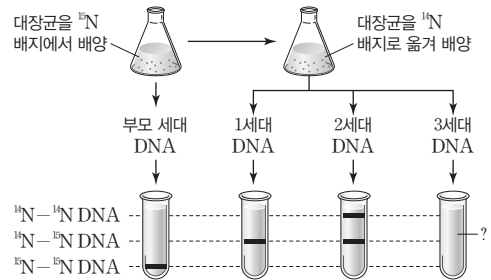 대장균을 ¹⁵N
배지에서 배양
대장균을 ¹⁴N
배지로 옮겨 배양
부모 세대
DNA
1세대
DNA
2세대
DNA
3세대
DNA
¹⁴N-¹⁴N DNA
¹⁴N-¹⁵N DNA
¹⁵N-¹⁵N DNA
?